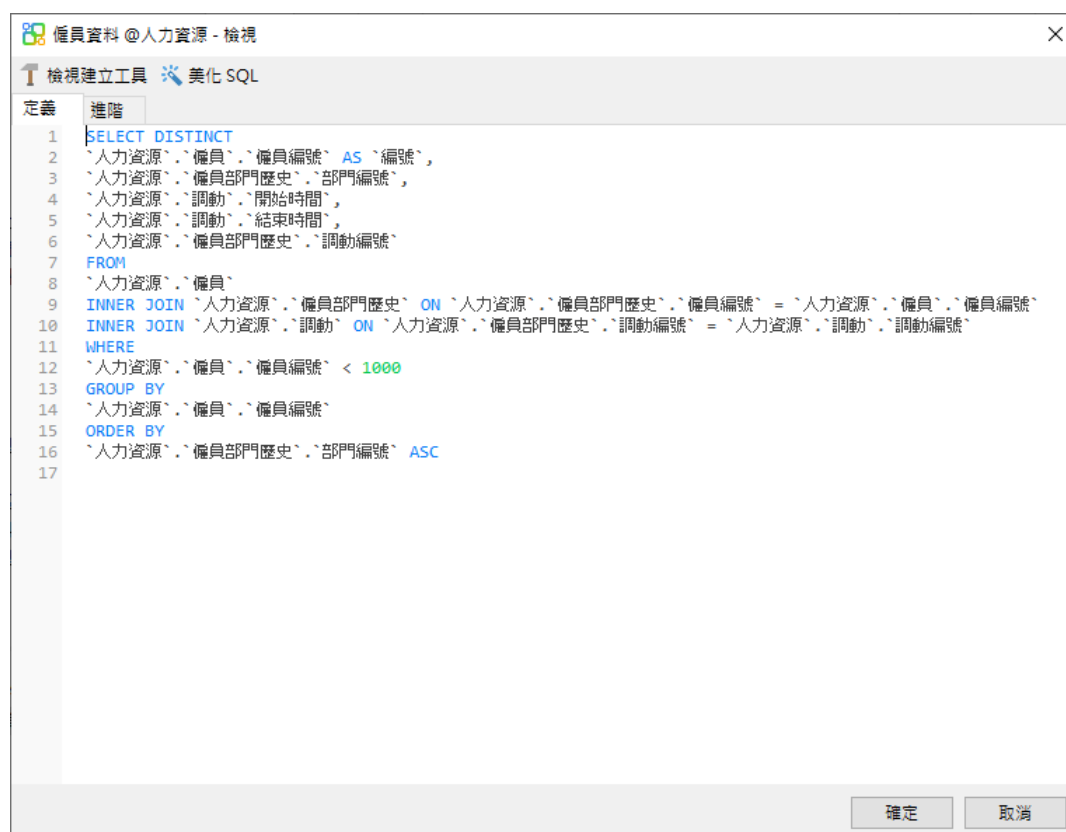 僱員資料 @人力資源 - 檢視
檢視建立工具 美化 SQL
定義 進階
1 SELECT DISTINCT
2 `人力資源`.`僱員`.`僱員編號` AS `編號`,
3 `人力資源`.`僱員部門歷史`.`部門編號`,
4 `人力資源`.`調動`.`開始時間`,
5 `人力資源`.`調動`.`結束時間`,
6 `人力資源`.`僱員部門歷史`.`調動編號`
7 FROM
8 `人力資源`.`僱員`
9 INNER JOIN `人力資源`.`僱員部門歷史` ON `人力資源`.`僱員部門歷史`.`僱員編號` = `人力資源`.`僱員`.`僱員編號`
10 INNER JOIN `人力資源`.`調動` ON `人力資源`.`僱員部門歷史`.`調動編號` = `人力資源`.`調動`.`調動編號`
11 WHERE
12 `人力資源`.`僱員`.`僱員編號` < 1000
13 GROUP BY
14 `人力資源`.`僱員`.`僱員編號`
15 ORDER BY
16 `人力資源`.`僱員部門歷史`.`部門編號` ASC
17
確定 取消